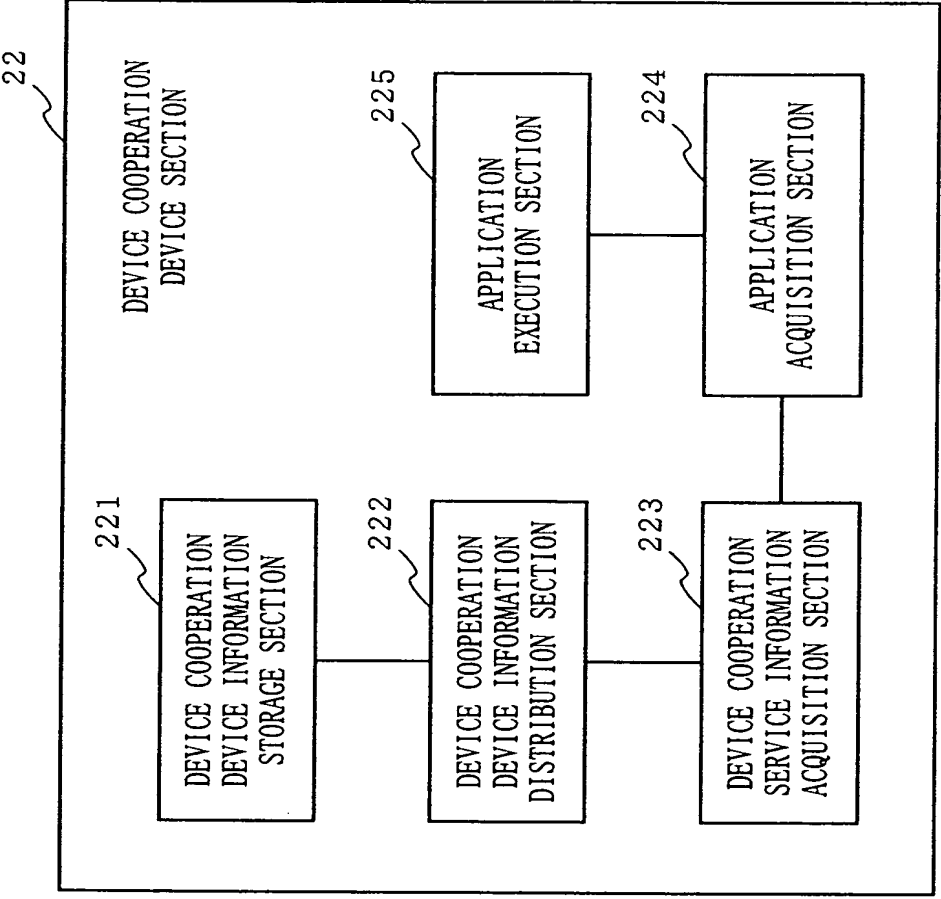 22
DEVICE COOPERATION
DEVICE SECTION
221
DEVICE COOPERATION
DEVICE INFORMATION
STORAGE SECTION
222
DEVICE COOPERATION
DEVICE INFORMATION
DISTRIBUTION SECTION
223
DEVICE COOPERATION
SERVICE INFORMATION
ACQUISITION SECTION
225
APPLICATION
EXECUTION SECTION
224
APPLICATION
ACQUISITION SECTION